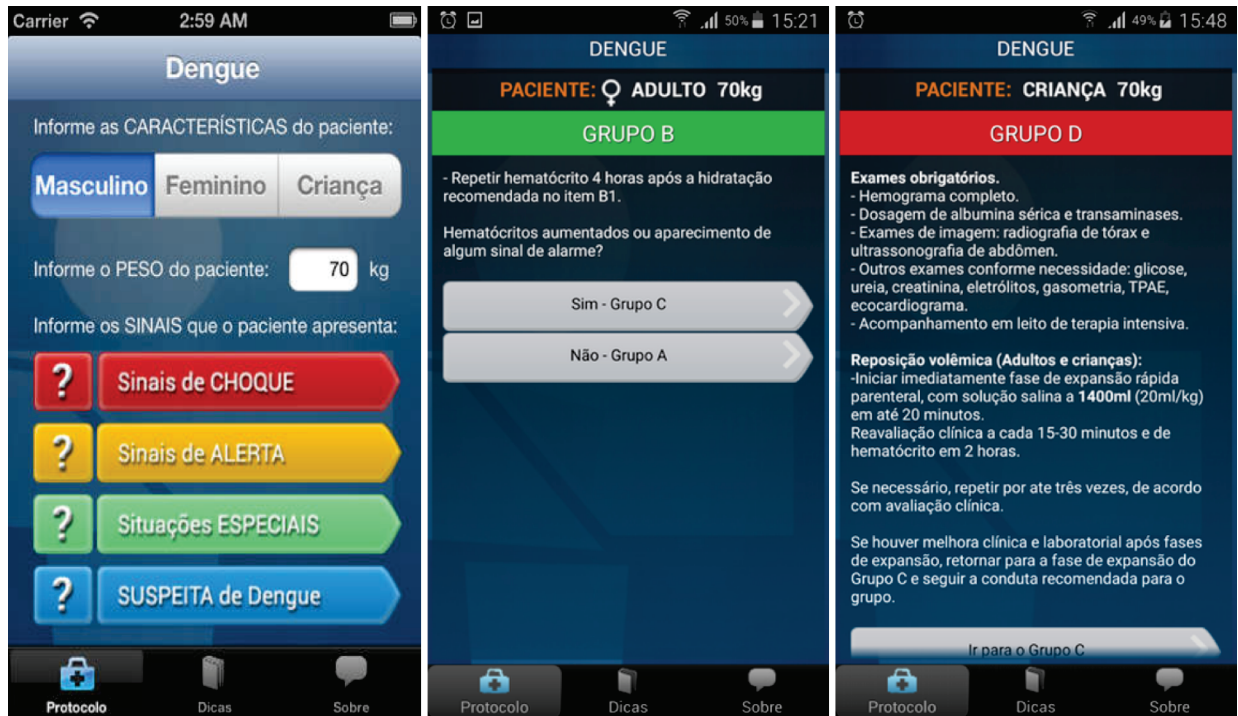 Carrier 2:59 AM
Dengue
Informe as CARACTERÍSTICAS do paciente:
Masculino Feminino Criança
Informe o PESO do paciente: 70 kg
Informe os SINAIS que o paciente apresenta:
? Sinais de CHOQUE
? Sinais de ALERTA
? Situações ESPECIAIS
? SUSPEITA de Dengue
Protocolo Dicas Sobre
50% 15:21
DENGUE
PACIENTE: ♀ ADULTO 70kg
GRUPO B
- Repetir hematócrito 4 horas após a hidratação
recomendada no item B1.
Hematócritos aumentados ou aparecimento de
algum sinal de alarme?
Sim - Grupo C
Não - Grupo A
Protocolo Dicas Sobre
49% 15:48
DENGUE
PACIENTE: CRIANÇA 70kg
GRUPO D
Exames obrigatórios.
- Hemograma completo.
- Dosagem de albumina sérica e transaminases.
- Exames de imagem: radiografia de tórax e
ultrassonografia de abdômen.
- Outros exames conforme necessidade: glicose,
ureia, creatinina, eletrólitos, gasometria, TPAE,
ecocardiograma.
- Acompanhamento em leito de terapia intensiva.
Reposição volêmica (Adultos e crianças):
-Iniciar imediatamente fase de expansão rápida
parenteral, com solução salina a 1400ml (20ml/kg)
em até 20 minutos.
Reavaliação clínica a cada 15-30 minutos e de
hematócrito em 2 horas.
Se necessário, repetir por ate três vezes, de acordo
com avaliação clínica.
Se houver melhora clínica e laboratorial após fases
de expansão, retornar para a fase de expansão do
Grupo C e seguir a conduta recomendada para o
grupo.
Ir para o Grupo C
Protocolo Dicas Sobre